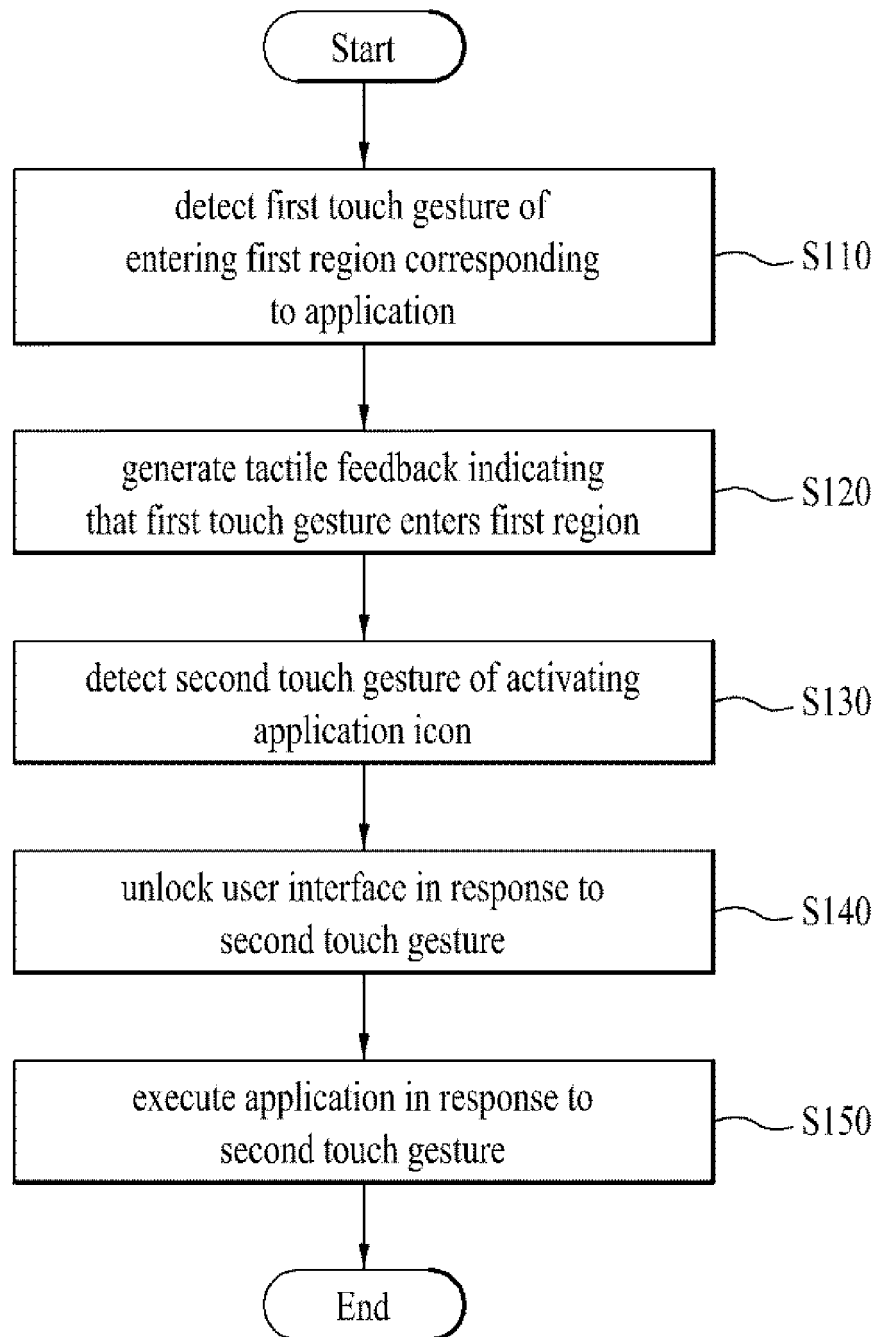 Start
detect first touch gesture of
entering first region corresponding
to application
S110
generate tactile feedback indicating
that first touch gesture enters first region
S120
detect second touch gesture of activating
application icon
S130
unlock user interface in response to
second touch gesture
S140
execute application in response to
second touch gesture
S150
End